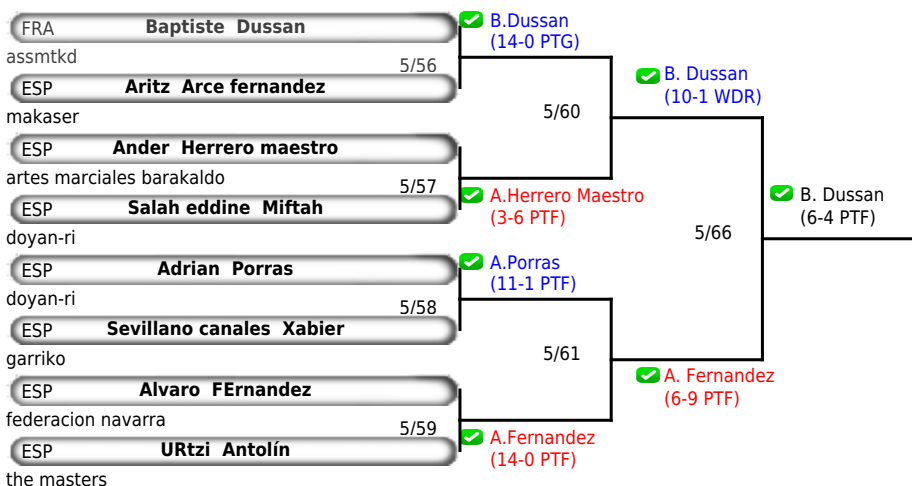 FRA Baptiste Dussan
assmtkd
5/56
ESP Aritz Arce fernandez
makaser
ESP Ander Herrero maestro
artes marciales barakaldo
5/57
ESP Salah eddine Miftah
doyan-ri
ESP Adrian Porras
doyan-ri
5/58
ESP Sevillano canales Xabier
garriko
ESP Alvaro FErnandez
federacion navarra
5/59
ESP URtzi Antolín
the masters
B.Dussan
(14-0 PTG)
5/60
A.Herrero Maestro
(3-6 PTF)
A.Porras
(11-1 PTF)
5/61
A.Fernandez
(14-0 PTF)
B. Dussan
(10-1 WDR)
5/66
A. Fernandez
(6-9 PTF)
B. Dussan
(6-4 PTF)